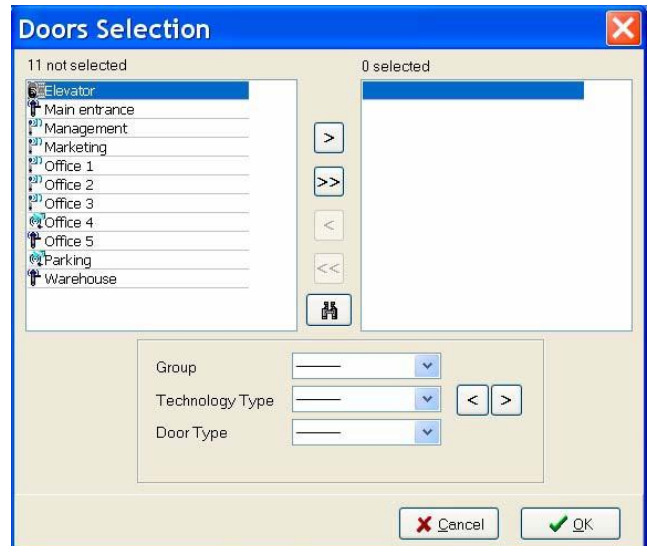 Doors Selection
11 not selected
0 selected
Elevator
Main entrance
Management
Marketing
Office 1
Office 2
Office 3
Office 4
Office 5
Parking
Warehouse
>
>>
<
<<
Group
Technology Type
< >
Door Type
Cancel
OK